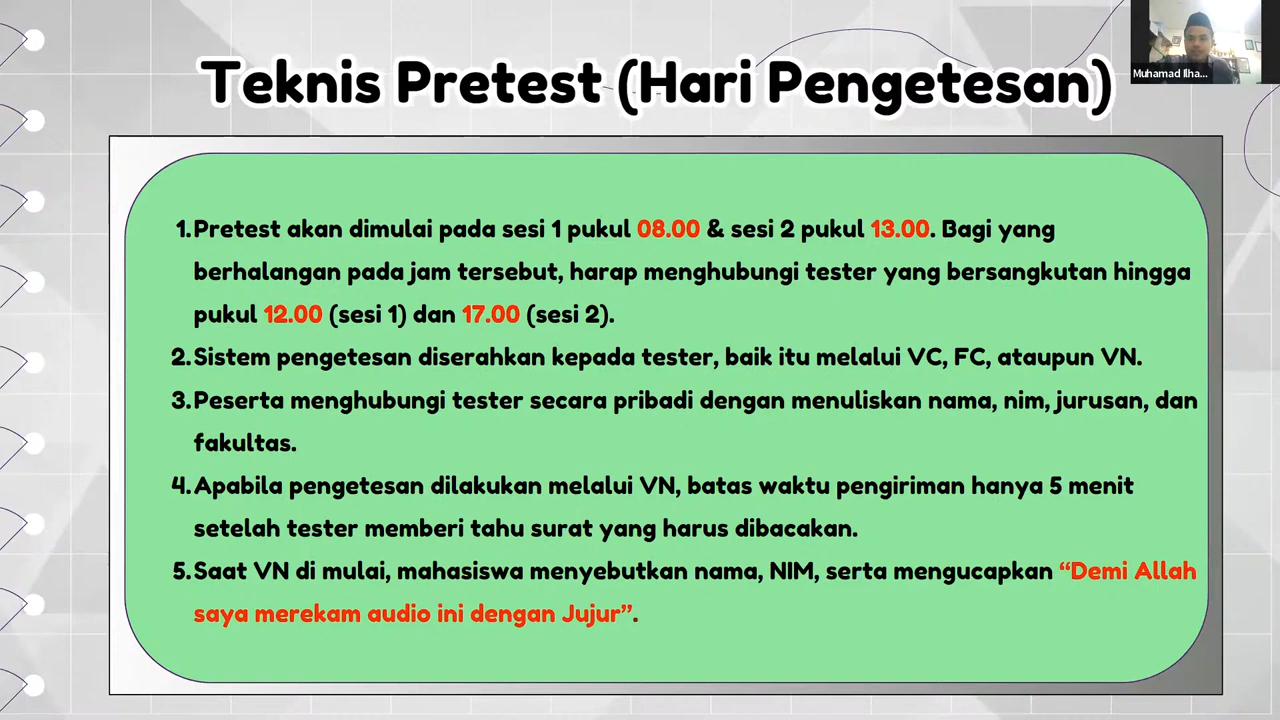 Teknis Pretest (Hari Pengetesan)
Muhamad Ilha...
1.Pretest akan dimulai pada sesi 1 pukul 08.00 & sesi 2 pukul 13.00. Bagi yang
berhalangan pada jam tersebut, harap menghubungi tester yang bersangkutan hingga
pukul 12.00 (sesi 1) dan 17.00 (sesi 2).
2.Sistem pengetesan diserahkan kepada tester, baik itu melalui VC, FC, ataupun VN.
3.Peserta menghubungi tester secara pribadi dengan menuliskan nama, nim, jurusan, dan
fakultas.
4.Apabila pengetesan dilakukan melalui VN, batas waktu pengiriman hanya 5 menit
setelah tester memberi tahu surat yang harus dibacakan.
5.Saat VN di mulai, mahasiswa menyebutkan nama, NIM, serta mengucapkan “Demi Allah
saya merekam audio ini dengan Jujur”.